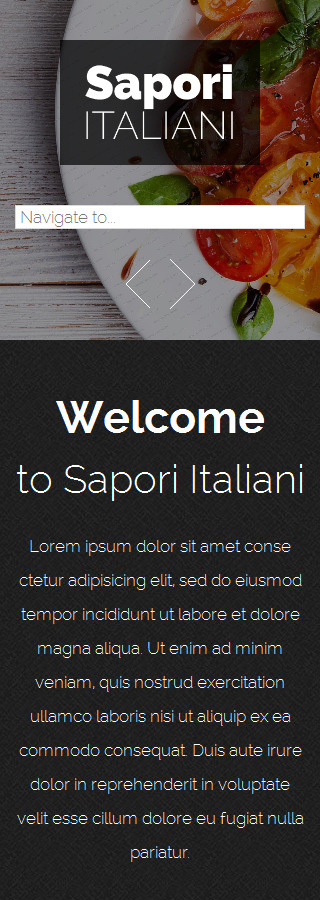 Sapori
ITALIANI
Navigate to...
Welcome
to Sapori Italiani
Lorem ipsum dolor sit amet conse
ctetur adipisicing elit, sed do eiusmod
tempor incididunt ut labore et dolore
magna aliqua. Ut enim ad minim
veniam, quis nostrud exercitation
ullamco laboris nisi ut aliquip ex ea
commodo consequat. Duis aute irure
dolor in reprehenderit in voluptate
velit esse cillum dolore eu fugiat nulla
pariatur.